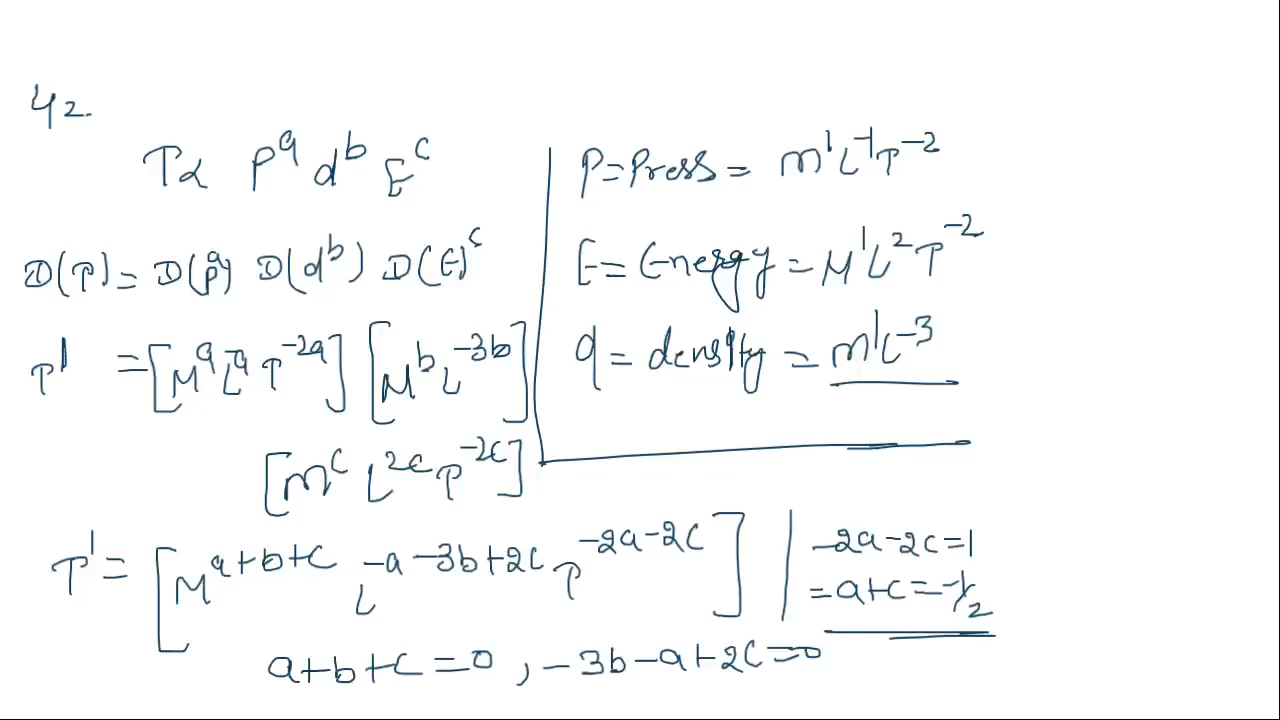 42.
T∝ P^a d^b E^c
D(T) = D(P^a) D(d^b) D(E)^c
T^1 = [M^a L^-a T^-2a] [M^b L^-3b]
[M^c L^2c T^-2c]
T^1 = [M^a+b+c L^-a-3b+2c T^-2a-2c]
a+b+c=0, -3b-a+2c=0
P=Press = M^1 L^-1 T^-2
E= Energy = M^1 L^2 T^-2
d = density = M^1 L^-3
-2a-2c=1
=a+c=-1/2